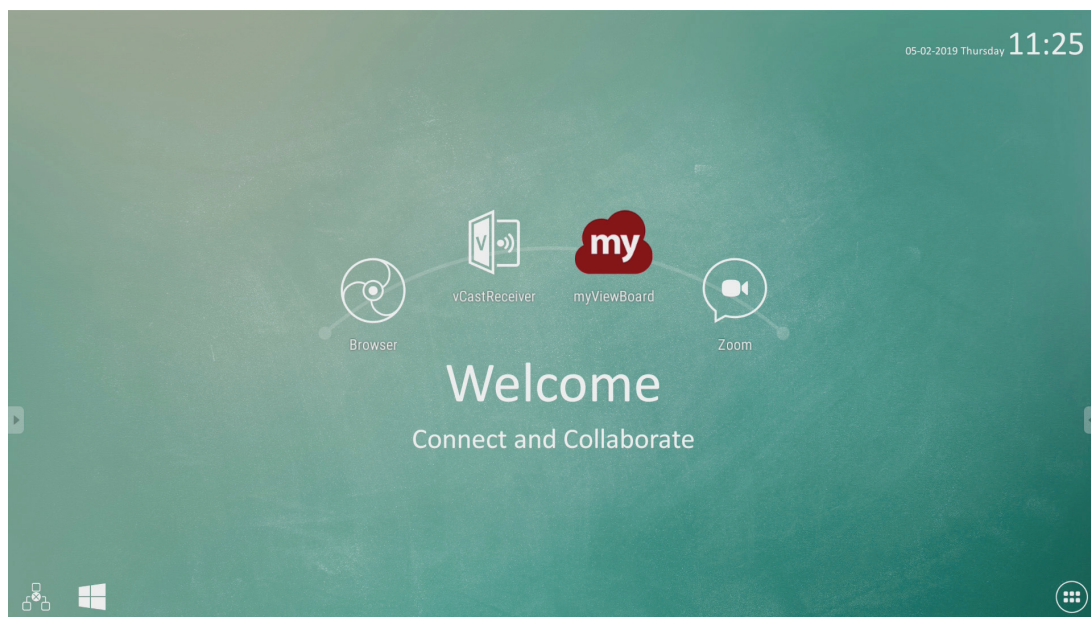 05-02-2019 Thursday 11:25
V
my
vCastReceiver
myViewBoard
Browser
Zoom
Welcome
Connect and Collaborate